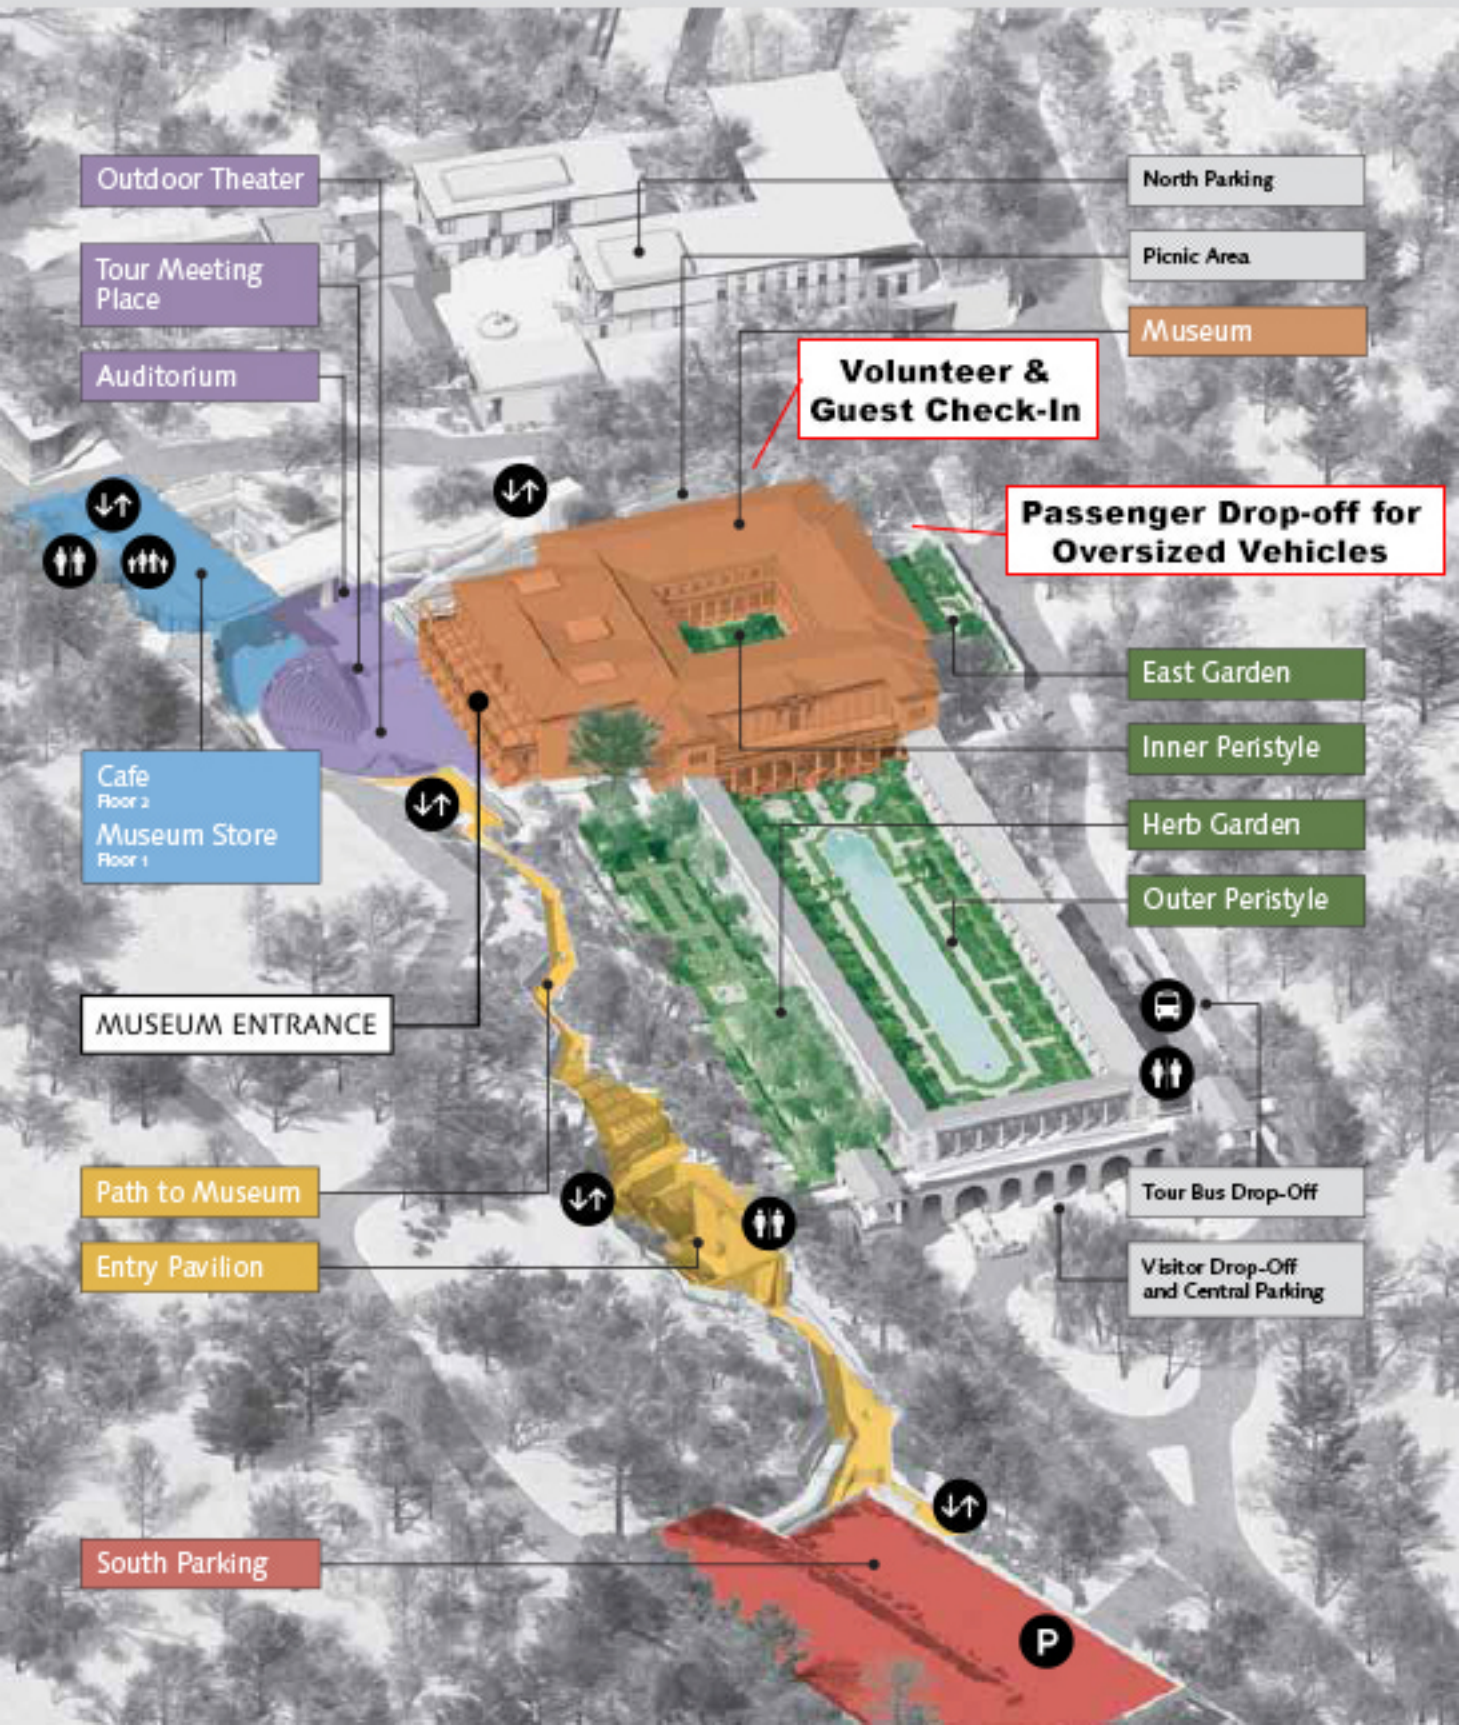 Outdoor Theater
Tour Meeting
Place
Auditorium
North Parking
Picnic Area
Museum
Volunteer &
Guest Check-In
Passenger Drop-off for
Oversized Vehicles
East Garden
Inner Peristyle
Herb Garden
Outer Peristyle
Cafe
Floor 2
Museum Store
Floor 1
MUSEUM ENTRANCE
Path to Museum
Entry Pavilion
Tour Bus Drop-Off
Visitor Drop-Off
and Central Parking
South Parking
P